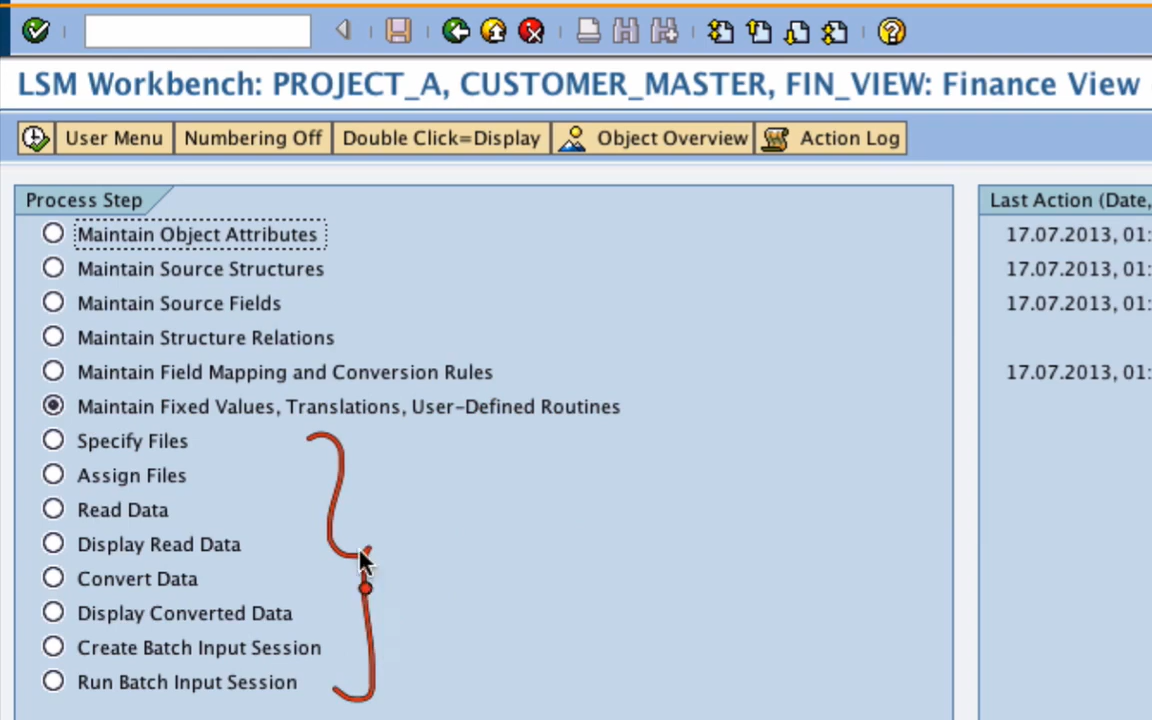 LSM Workbench: PROJECT_A, CUSTOMER_MASTER, FIN_VIEW: Finance View
User Menu Numbering Off Double Click=Display Object Overview Action Log
Process Step Last Action (Date,
Maintain Object Attributes 17.07.2013, 01:
Maintain Source Structures 17.07.2013, 01:
Maintain Source Fields 17.07.2013, 01:
Maintain Structure Relations
Maintain Field Mapping and Conversion Rules 17.07.2013, 01:
Maintain Fixed Values, Translations, User-Defined Routines
Specify Files
Assign Files
Read Data
Display Read Data
Convert Data
Display Converted Data
Create Batch Input Session
Run Batch Input Session